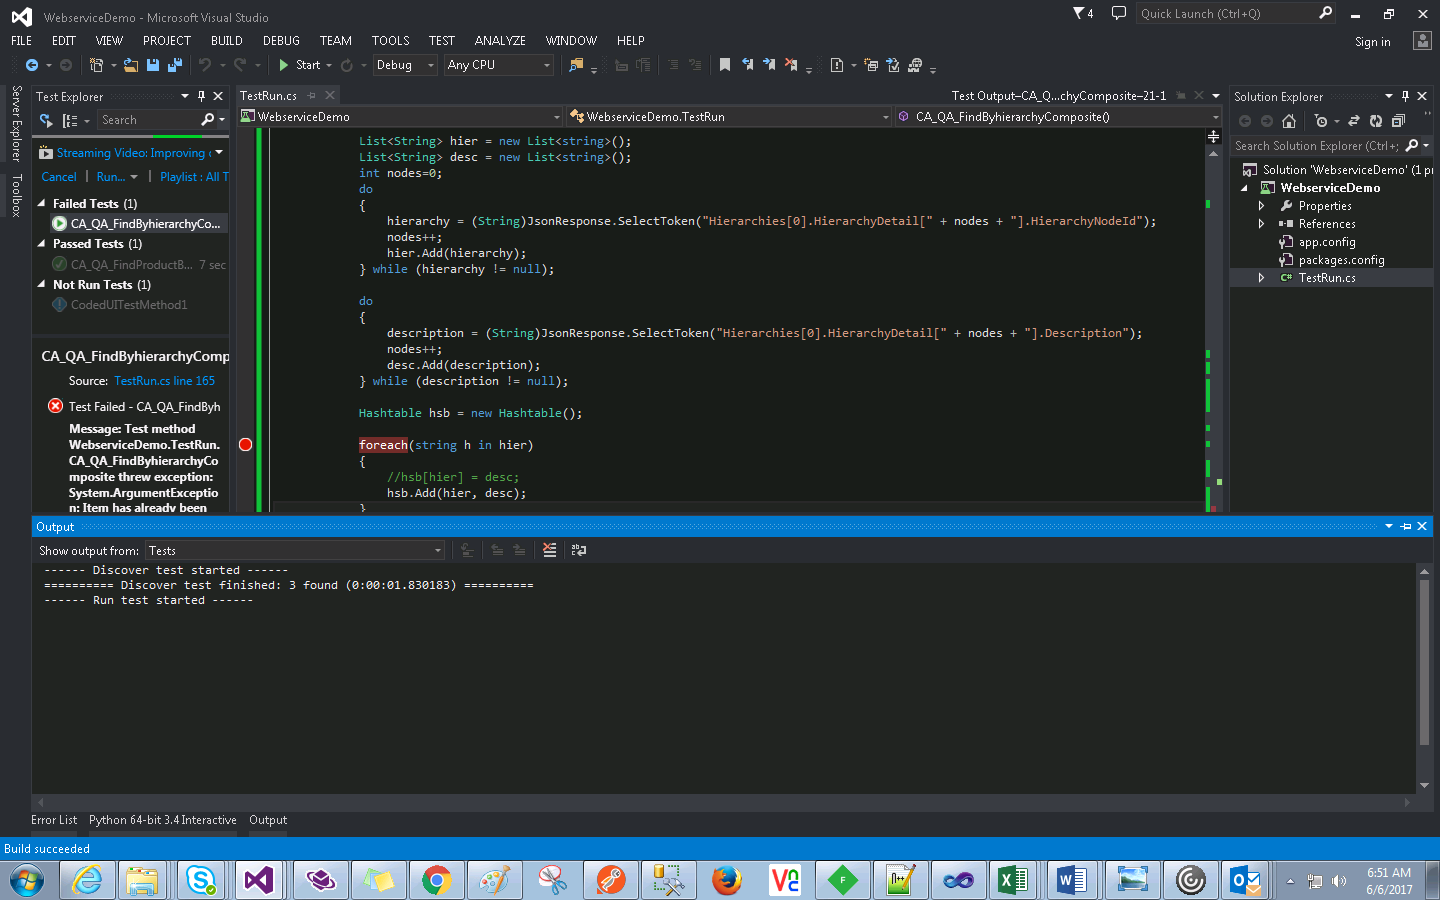 WebserviceDemo - Microsoft Visual Studio
4
Quick Launch (Ctrl+Q)
FILE EDIT VIEW PROJECT BUILD DEBUG TEAM TOOLS TEST ANALYZE WINDOW HELP
Sign in
Start
Debug
Any CPU
Server Explorer
Toolbox
Test Explorer
Search
Streaming Video: Improving
Cancel | Run... | Playlist : All T
Failed Tests (1)
CA_QA_FindByhierarchyCo...
Passed Tests (1)
CA_QA_FindProductB... 7 sec
Not Run Tests (1)
CodedUITestMethod1
CA_QA_FindByhierarchyComp
Source: TestRun.cs line 165
Test Failed - CA_QA_FindByh
Message: Test method
WebserviceDemo.TestRun.
CA_QA_FindByhierarchyCo
mposite threw exception:
System.ArgumentExceptio
n: Item has already been
TestRun.cs
Test Output–CA_Q...chyComposite–21-1
WebserviceDemo
WebserviceDemo.TestRun
CA_QA_FindByhierarchyComposite()
List<String> hier = new List<string>();
List<String> desc = new List<string>();
int nodes=0;
do
{
hierarchy = (String)JsonResponse.SelectToken("Hierarchies[0].HierarchyDetail[" + nodes + "].HierarchyNodeId");
nodes++;
hier.Add(hierarchy);
} while (hierarchy != null);
do
{
description = (String)JsonResponse.SelectToken("Hierarchies[0].HierarchyDetail[" + nodes + "].Description");
nodes++;
desc.Add(description);
} while (description != null);
Hashtable hsb = new Hashtable();
foreach(string h in hier)
{
//hsb[hier] = desc;
hsb.Add(hier, desc);
}
Solution Explorer
Search Solution Explorer (Ctrl+;
Solution 'WebserviceDemo' (1 pr
WebserviceDemo
Properties
References
app.config
packages.config
C# TestRun.cs
Output
Show output from: Tests
------ Discover test started ------
========== Discover test finished: 3 found (0:00:01.830183) ==========
------ Run test started ------
Error List Python 64-bit 3.4 Interactive Output
Build succeeded
6:51 AM
6/6/2017